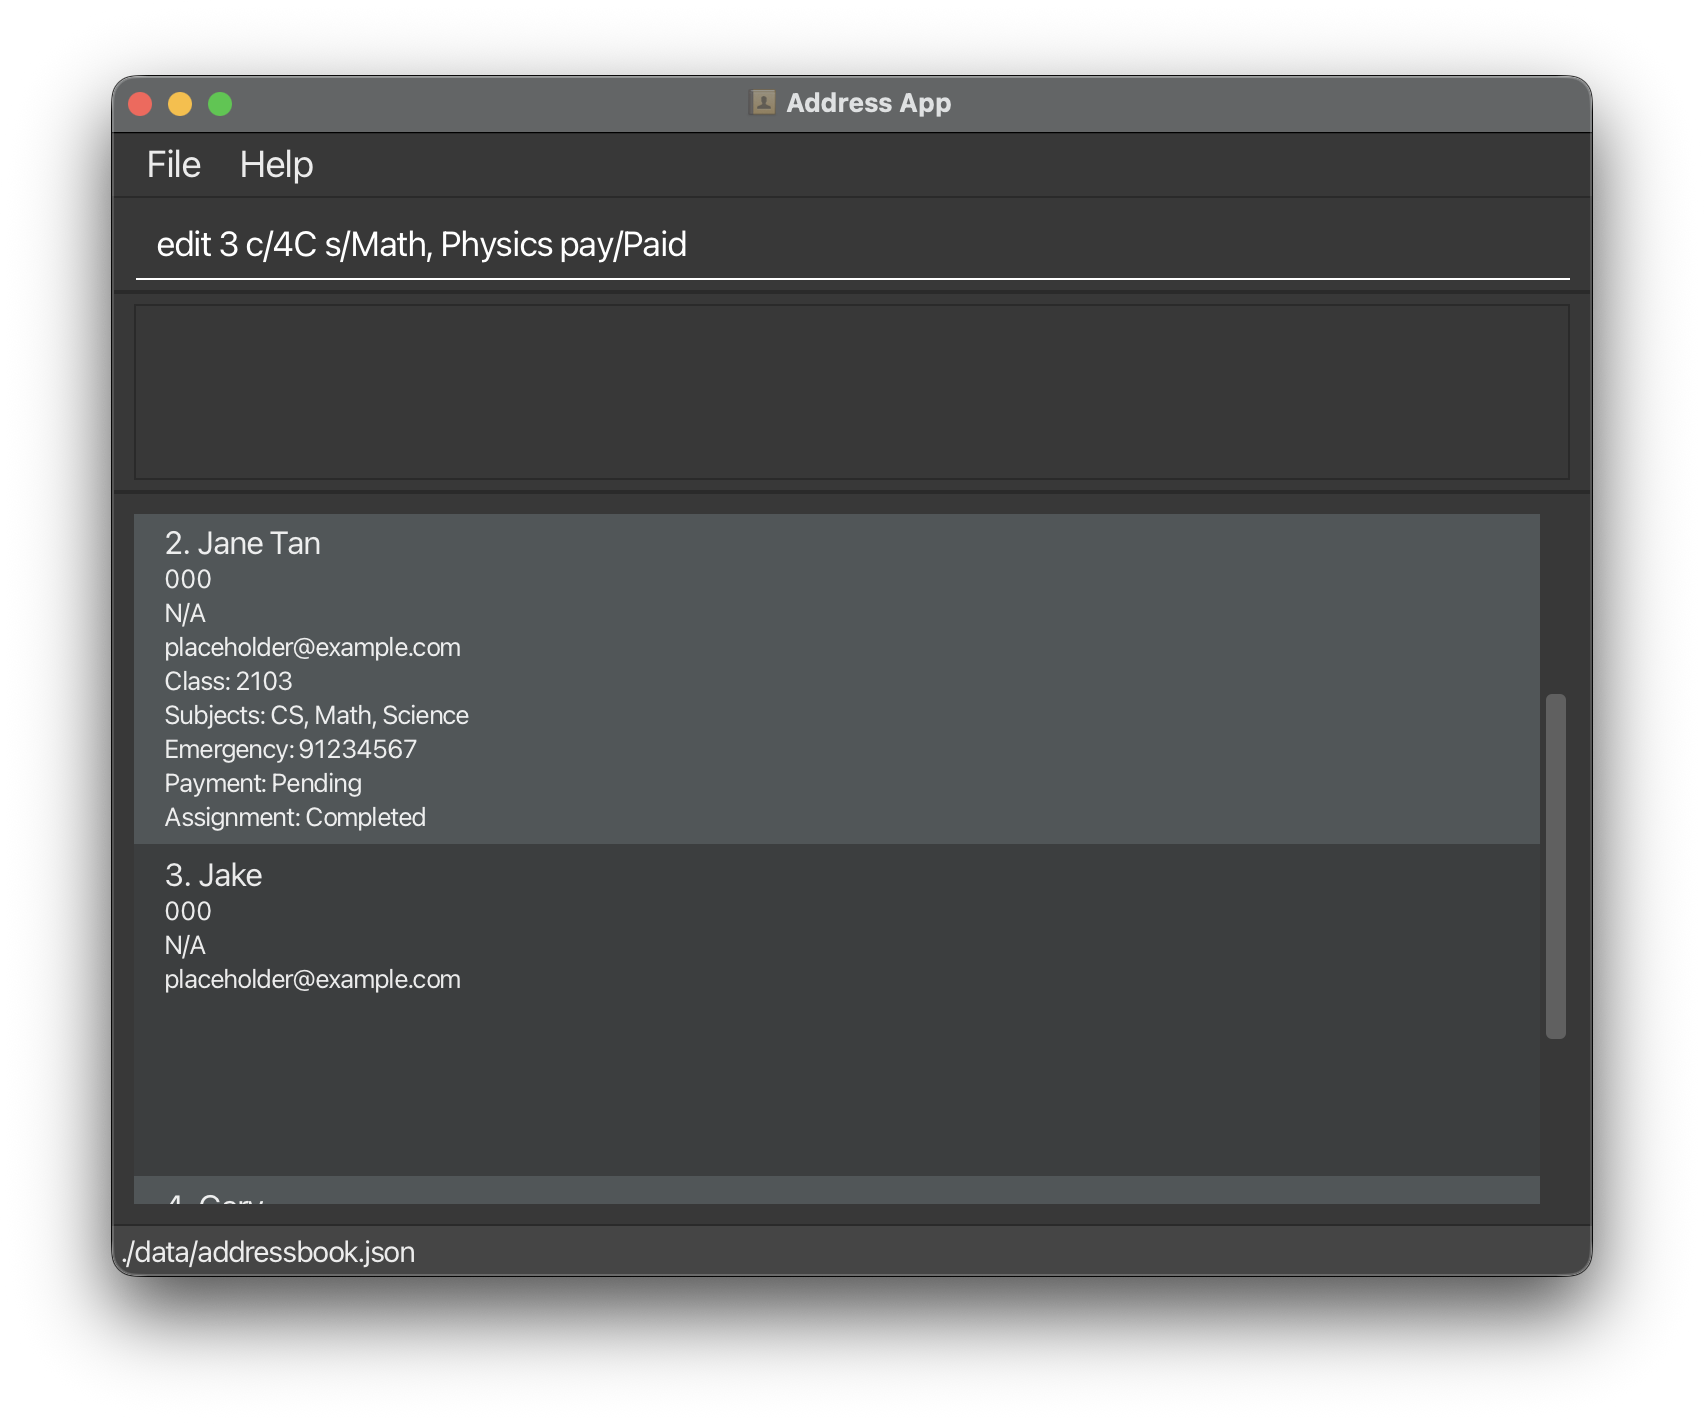 Address App
File Help
edit 3 c/4C s/Math, Physics pay/Paid
2. Jane Tan
000
N/A
placeholder@example.com
Class: 2103
Subjects: CS, Math, Science
Emergency: 91234567
Payment: Pending
Assignment: Completed
3. Jake
000
N/A
placeholder@example.com
4.
./data/addressbook.json